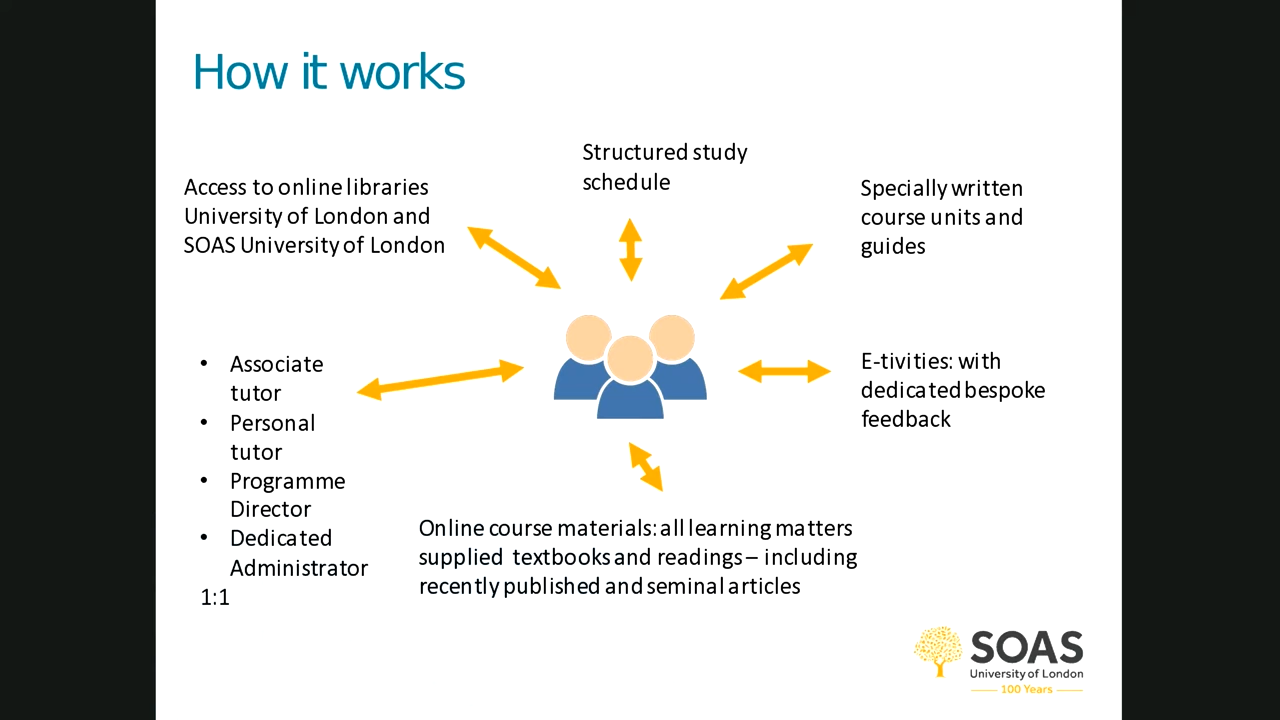 How it works
Structured study
schedule
Access to online libraries
University of London and
SOAS University of London
Specially written
course units and
guides
• Associate
tutor
• Personal
tutor
• Programme
Director
• Dedicated
Administrator
1:1
E-tivities: with
dedicated bespoke
feedback
Online course materials: all learning matters
supplied textbooks and readings – including
recently published and seminal articles
SOAS
University of London
100 Years